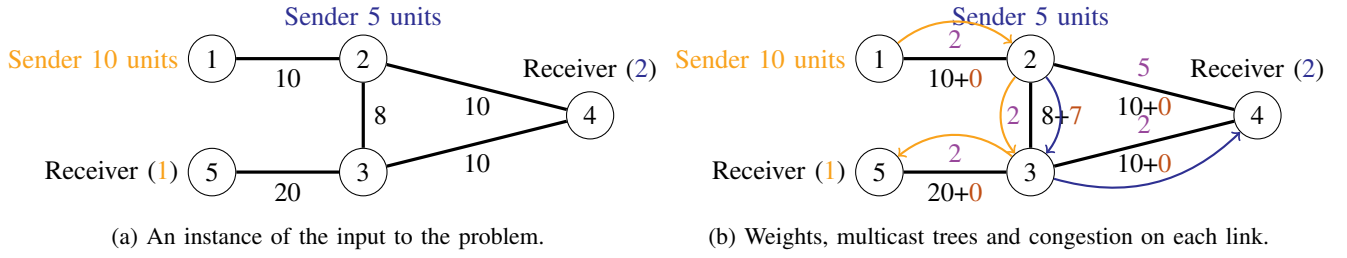 Sender 5 units
Sender 10 units
1
2
10
Receiver (2)
10
8
4
Receiver (1)
5
3
10
20
(a) An instance of the input to the problem.
Sender 5 units
Sender 10 units
1
2
2
5
10+0
Receiver (2)
10+0
2
8+7
2
4
Receiver (1)
5
2
3
10+0
20+0
(b) Weights, multicast trees and congestion on each link.